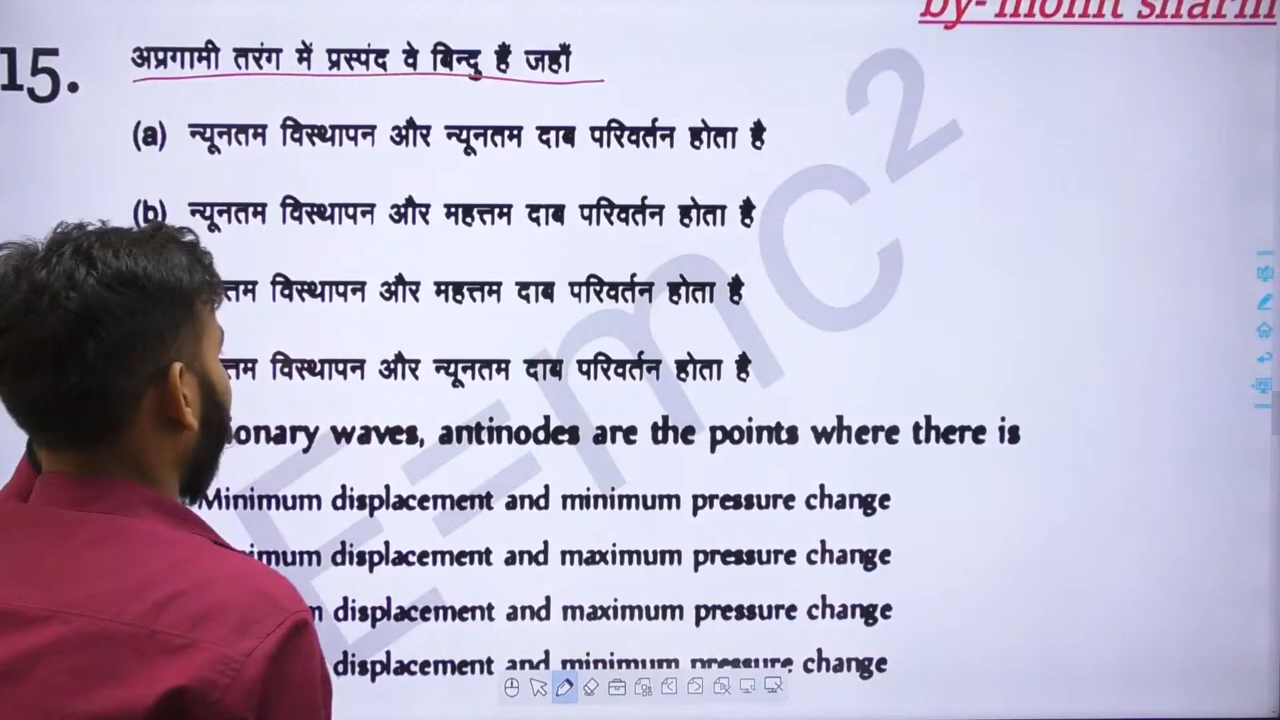 by- mohit sharm
15. अप्रगामी तरंग में प्रस्पंद वे बिन्दु हैं जहाँ
(a) न्यूनतम विस्थापन और न्यूनतम दाब परिवर्तन होता है
(b) न्यूनतम विस्थापन और महत्तम दाब परिवर्तन होता है
विस्थापन और महत्तम दाब परिवर्तन होता है
विस्थापन और न्यूनतम दाब परिवर्तन होता है
waves, antinodes are the points where there is
Minimum displacement and minimum pressure change
displacement and maximum pressure change
displacement and maximum pressure change
displacement and minimum pressure change
E=mc²